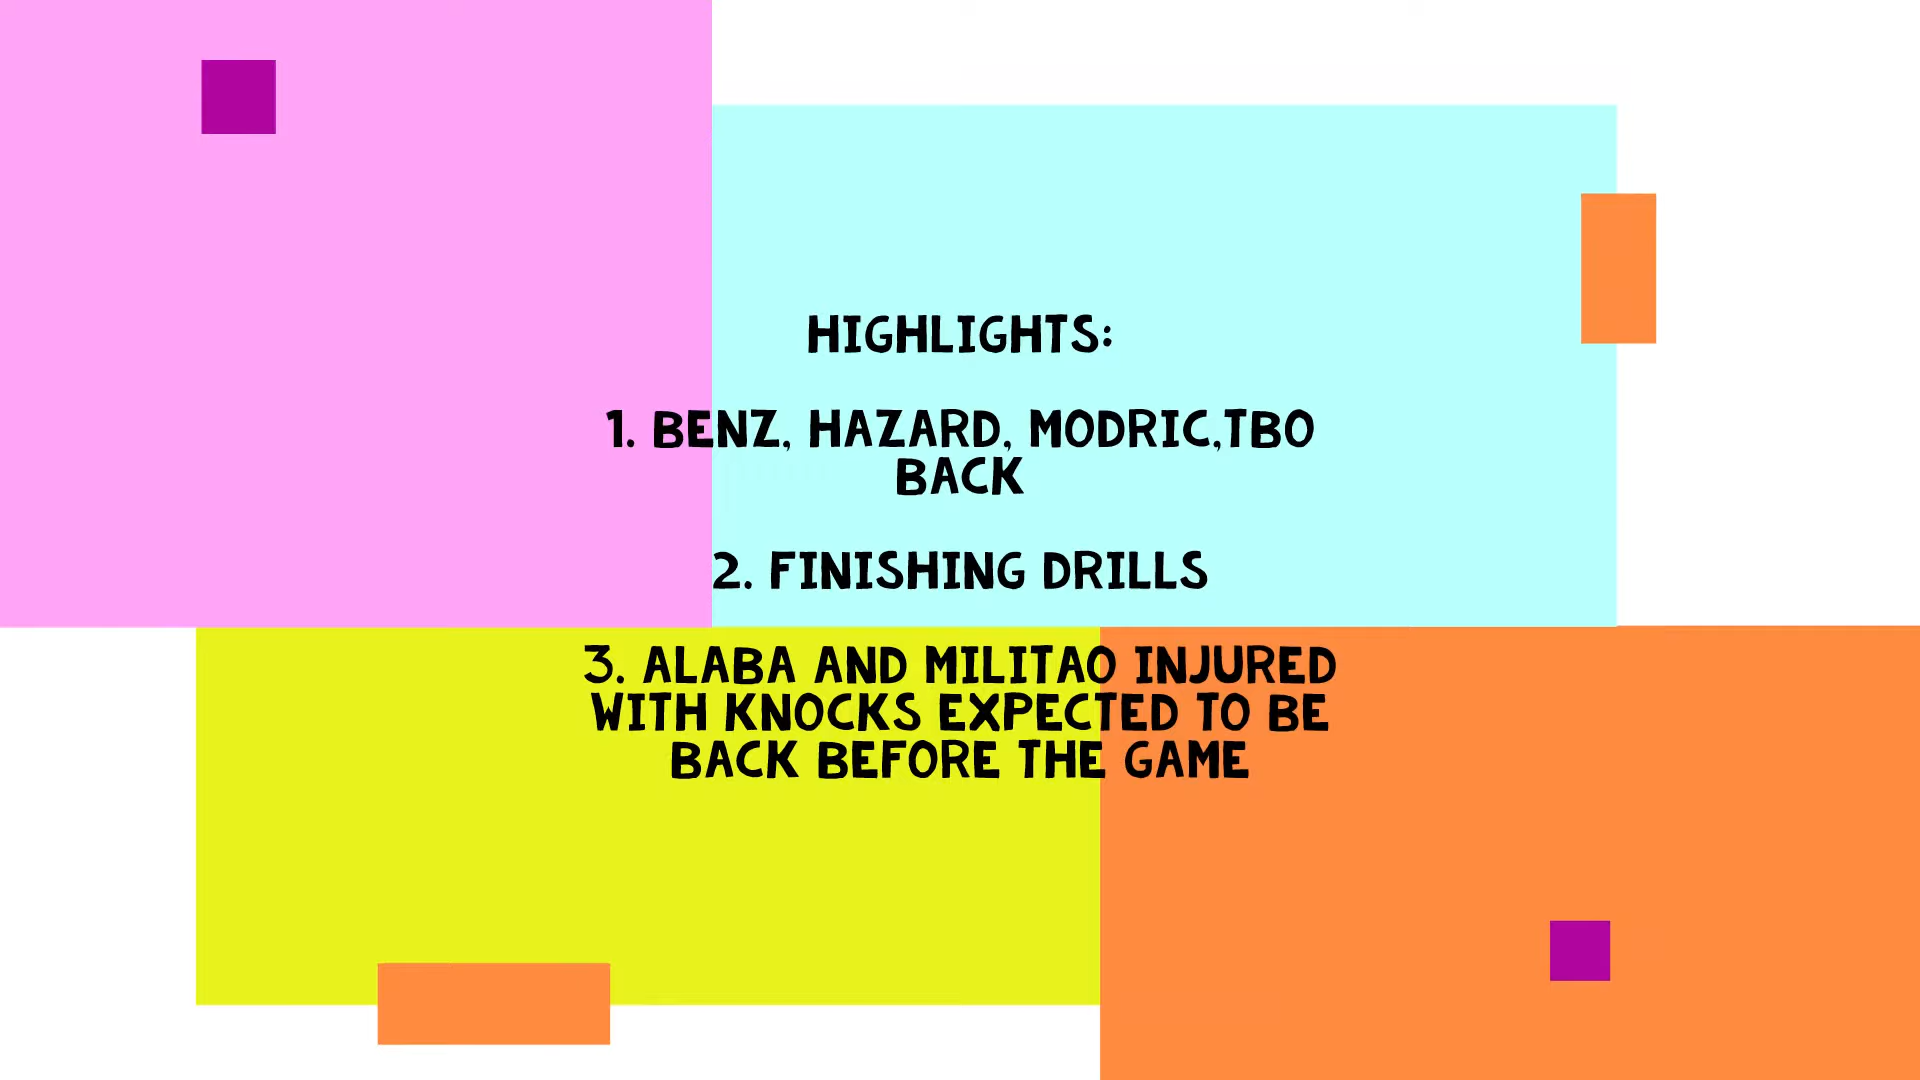 HIGHLIGHTS:
1. BENZ, HAZARD, MODRIC,TBO
BACK
2. FINISHING DRILLS
3. ALABA AND MILITAO INJURED
WITH KNOCKS EXPECTED TO BE
BACK BEFORE THE GAME